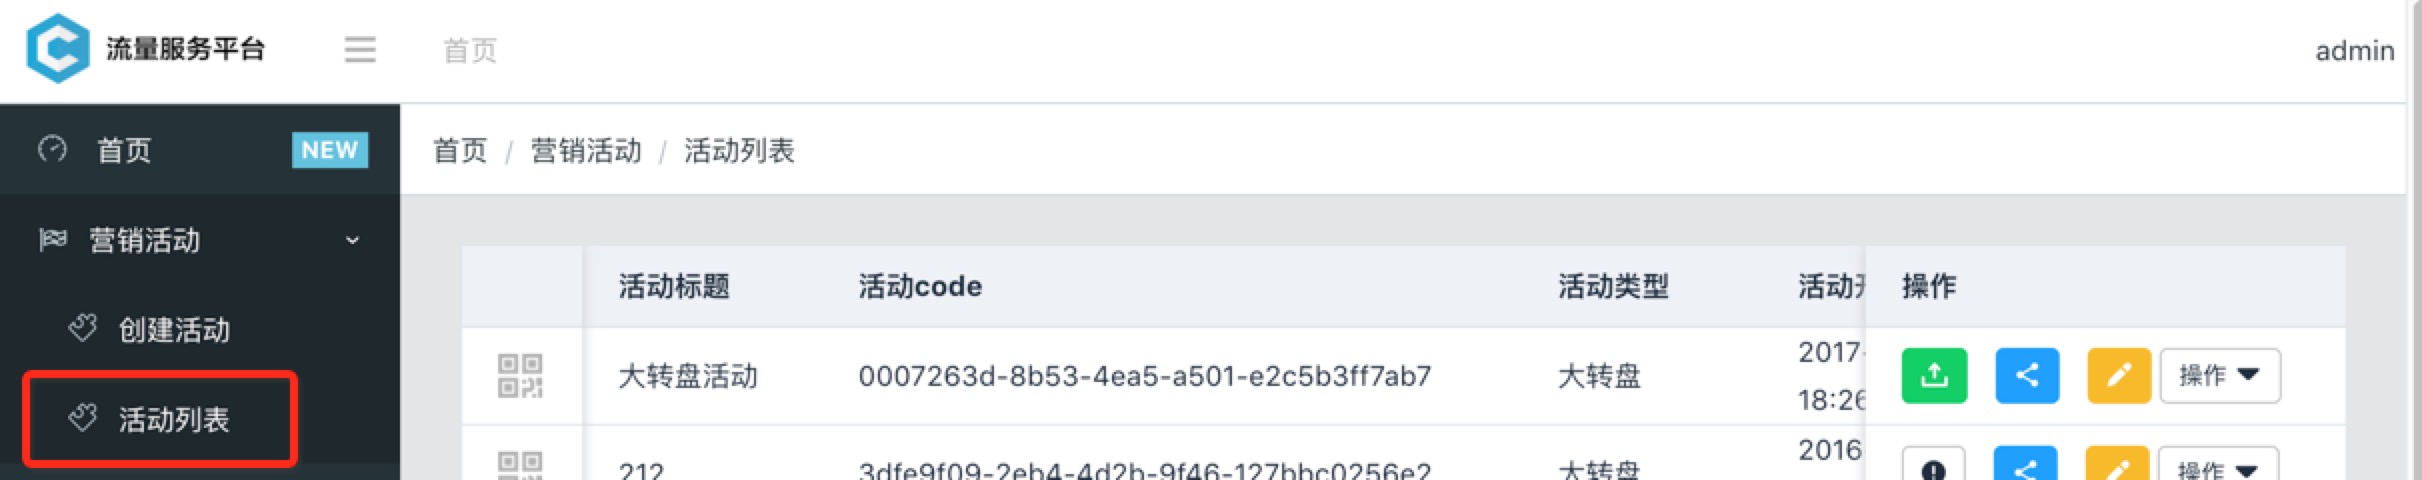 流量服务平台
首页
admin
首页
NEW
首页 / 营销活动 / 活动列表
营销活动
创建活动
活动列表
活动标题
活动code
活动类型
活动
操作
大转盘活动
0007263d-8b53-4ea5-a501-e2c5b3ff7ab7
大转盘
2017-
18:26
操作
212
3dfe9f09-2eb4-4d2b-9f46-127bbc0256e2
大转盘
2016
操作